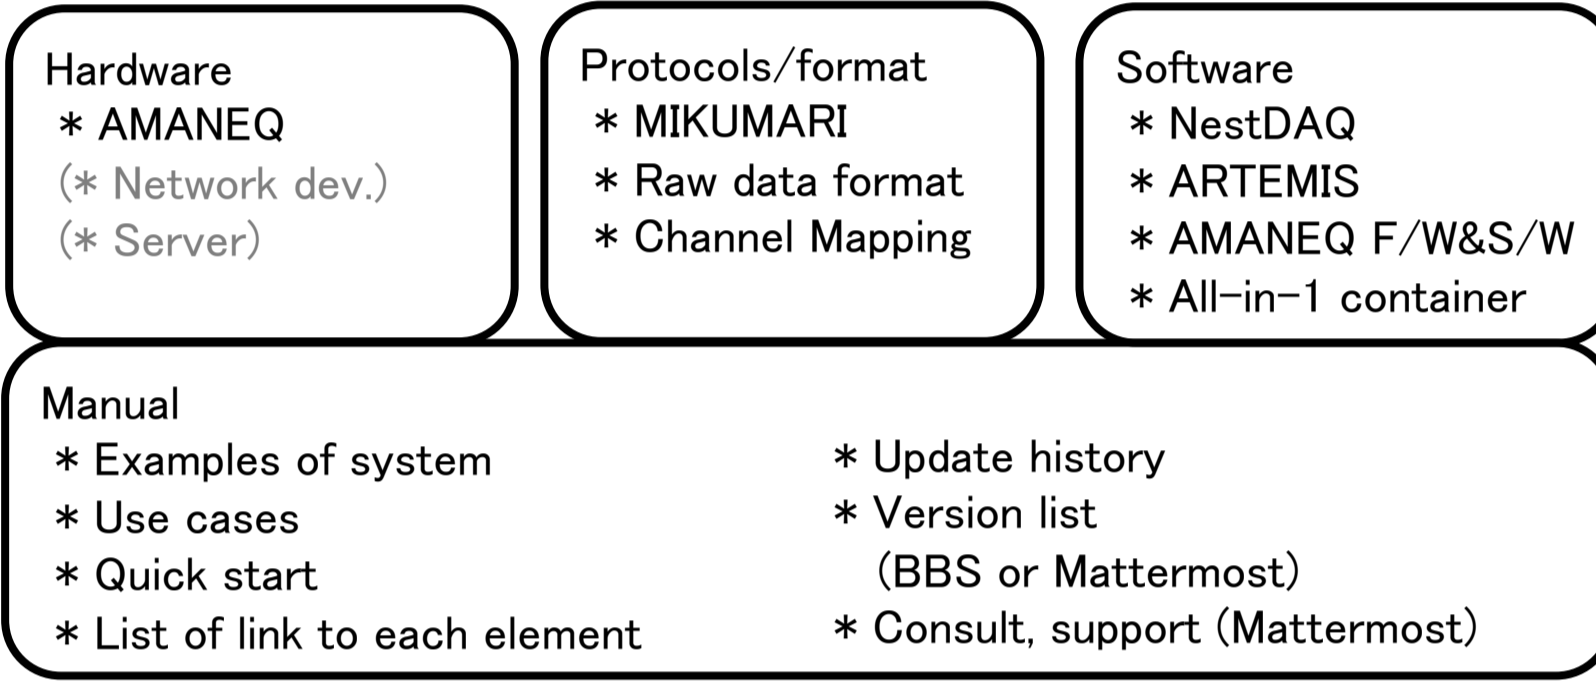 Hardware
* AMANEQ
(* Network dev.)
(* Server)
Protocols/format
* MIKUMARI
* Raw data format
* Channel Mapping
Software
* NestDAQ
* ARTEMIS
* AMANEQ F/W&S/W
* All-in-1 container
Manual
* Examples of system
* Use cases
* Quick start
* List of link to each element
* Update history
* Version list
(BBS or Mattermost)
* Consult, support (Mattermost)